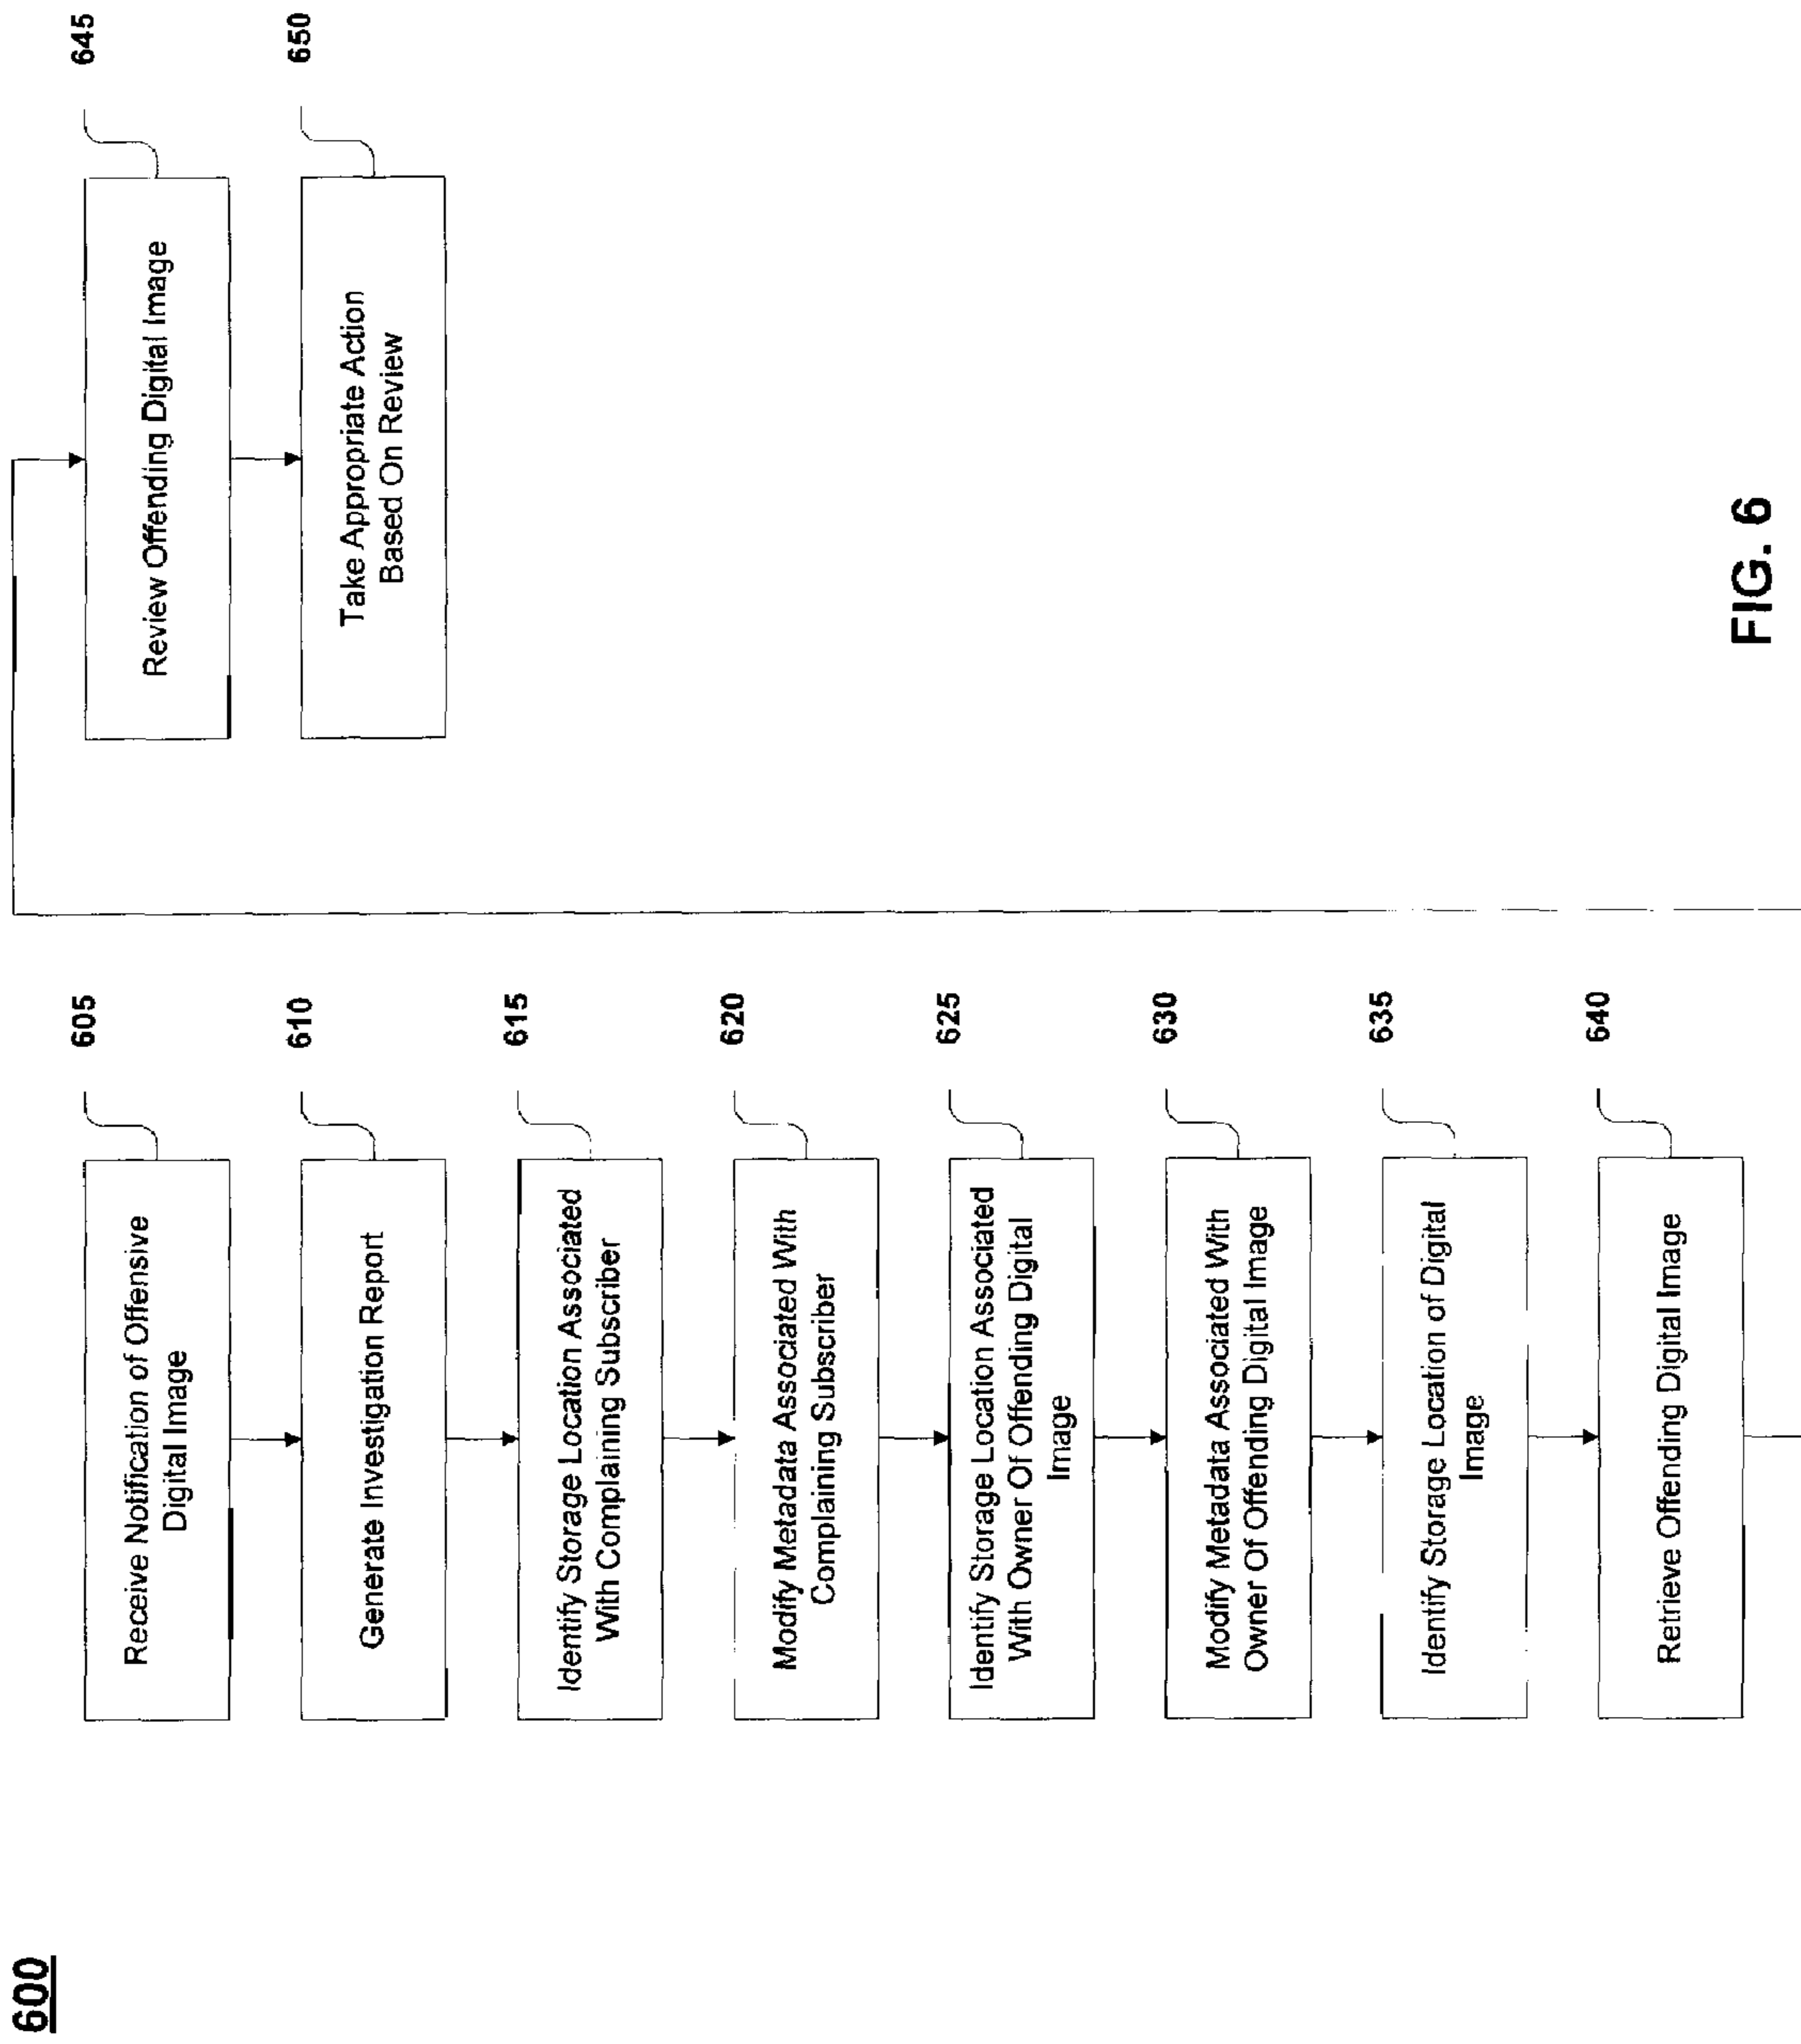 600
605
Receive Notification of Offensive
Digital Image
610
Generate Investigation Report
615
Identify Storage Location Associated
With Complaining Subscriber
620
Modify Metadata Associated With
Complaining Subscriber
625
Identify Storage Location Associated
With Owner Of Offending Digital
Image
630
Modify Metadata Associated With
Owner Of Offending Digital Image
635
Identify Storage Location of Digital
Image
640
Retrieve Offending Digital Image
645
Review Offending Digital Image
650
Take Appropriate Action
Based On Review
FIG. 6